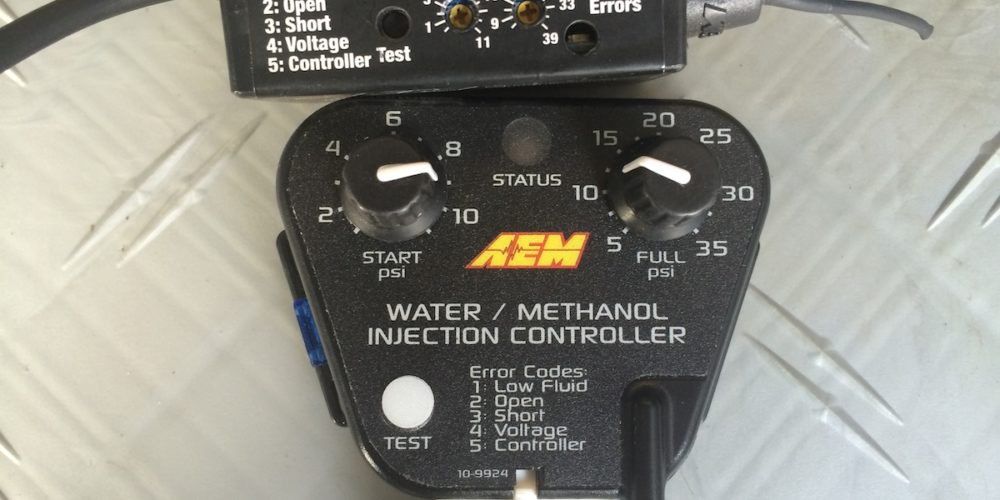 2: Open
3: Short
4: Voltage
5: Controller
Test
1
11
9
33
39
Errors
2
4
6
8
10
START
psi
STATUS
5
10
15
20
25
30
35
FULL
psi
AEM
WATER / METHANOL
INJECTION CONTROLLER
TEST
Error Codes:
1: Low Fluid
2: Open
3: Short
4: Voltage
5: Controller
10-9924